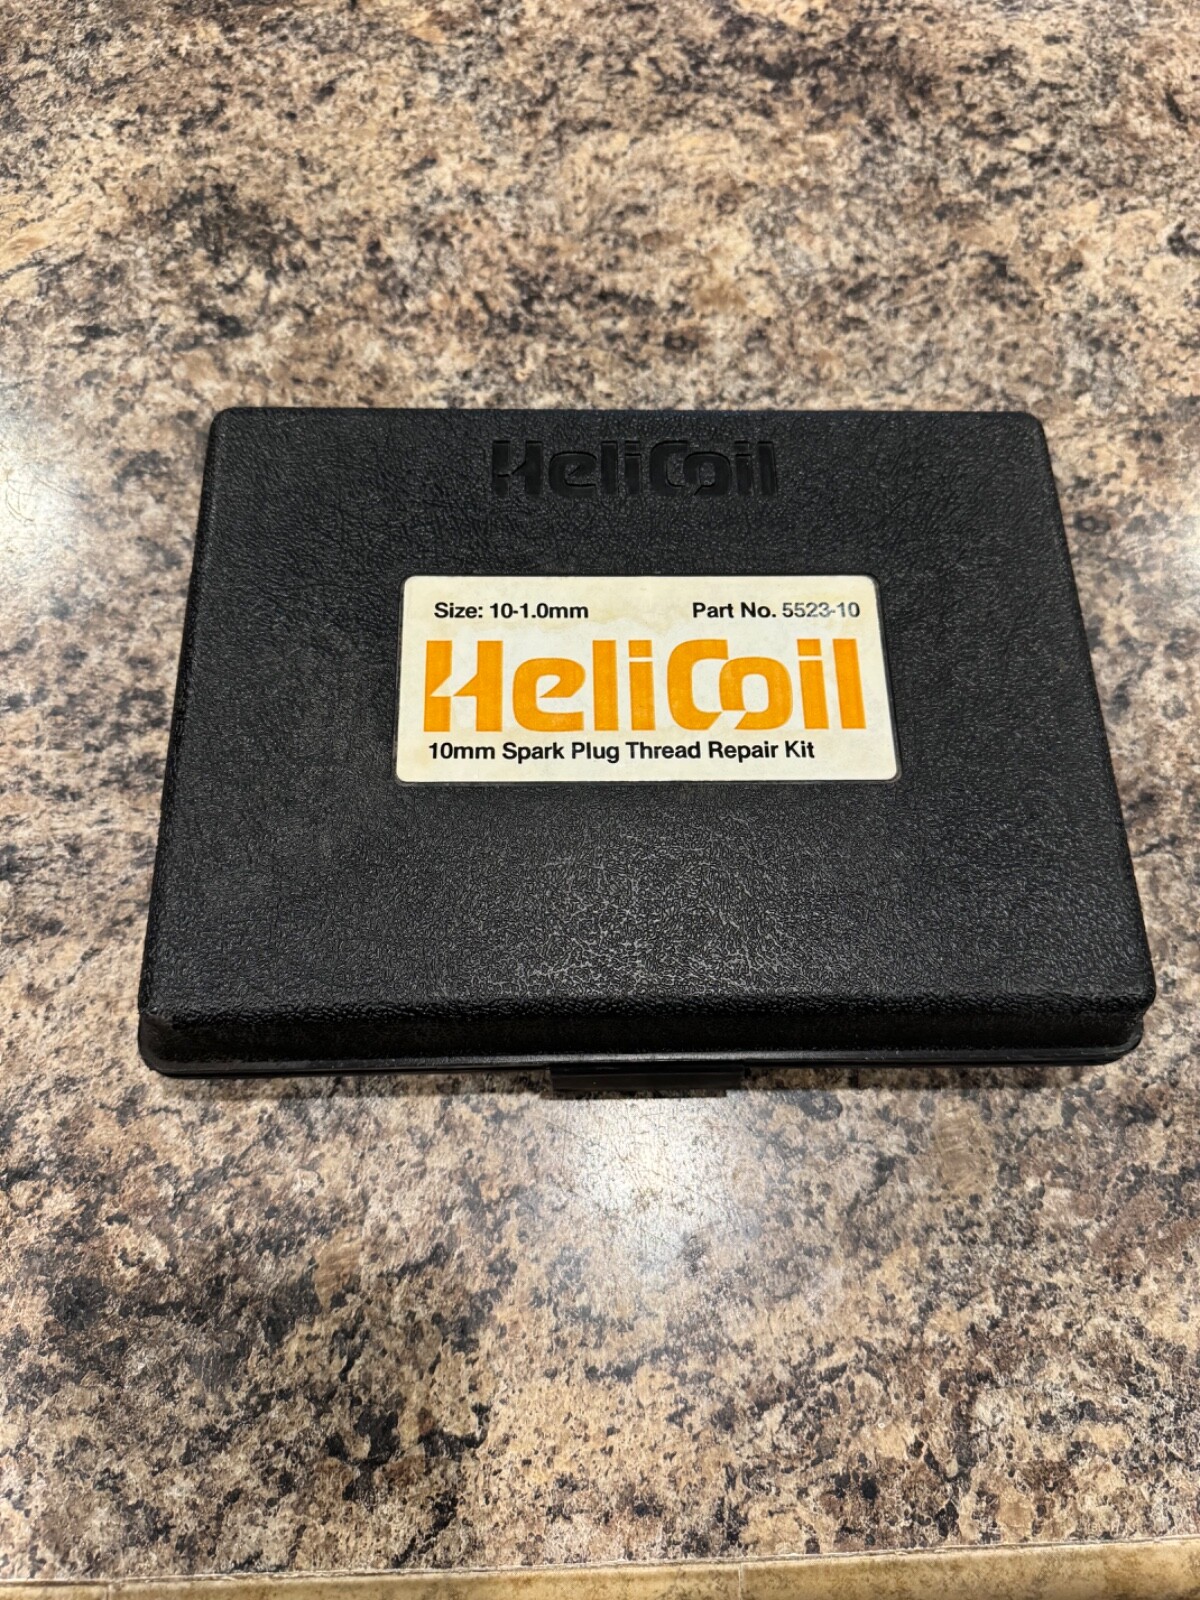 HeliCoil
Size: 10-1.0mm Part No. 5523-10
HeliCoil
10mm Spark Plug Thread Repair Kit